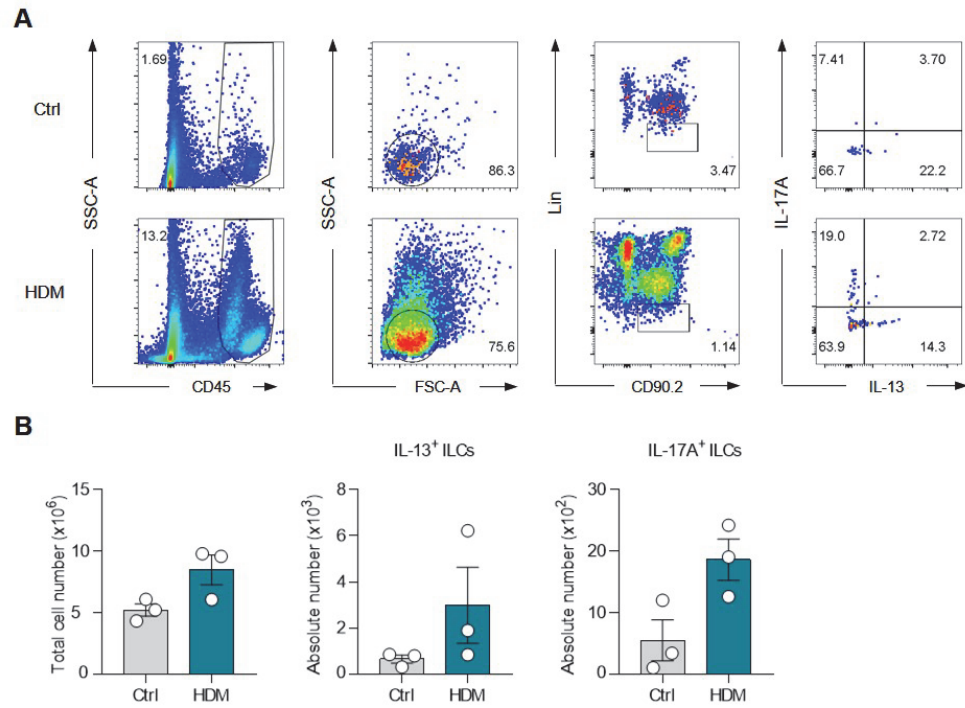 A
SSC-A
Ctrl
1.69
SSC-A
86.3
Lin
3.47
IL-17A
7.41
3.70
66.7
22.2
HDM
13.2
75.6
1.14
19.0
2.72
63.9
14.3
CD45
FSC-A
CD90.2
IL-13
B
Total cell number (x10⁶)
15
10
5
0
Ctrl
HDM
IL-13⁺ ILCs
Absolute number (x10³)
8
6
4
2
0
Ctrl
HDM
IL-17A⁺ ILCs
Absolute number (x10²)
30
20
10
0
Ctrl
HDM